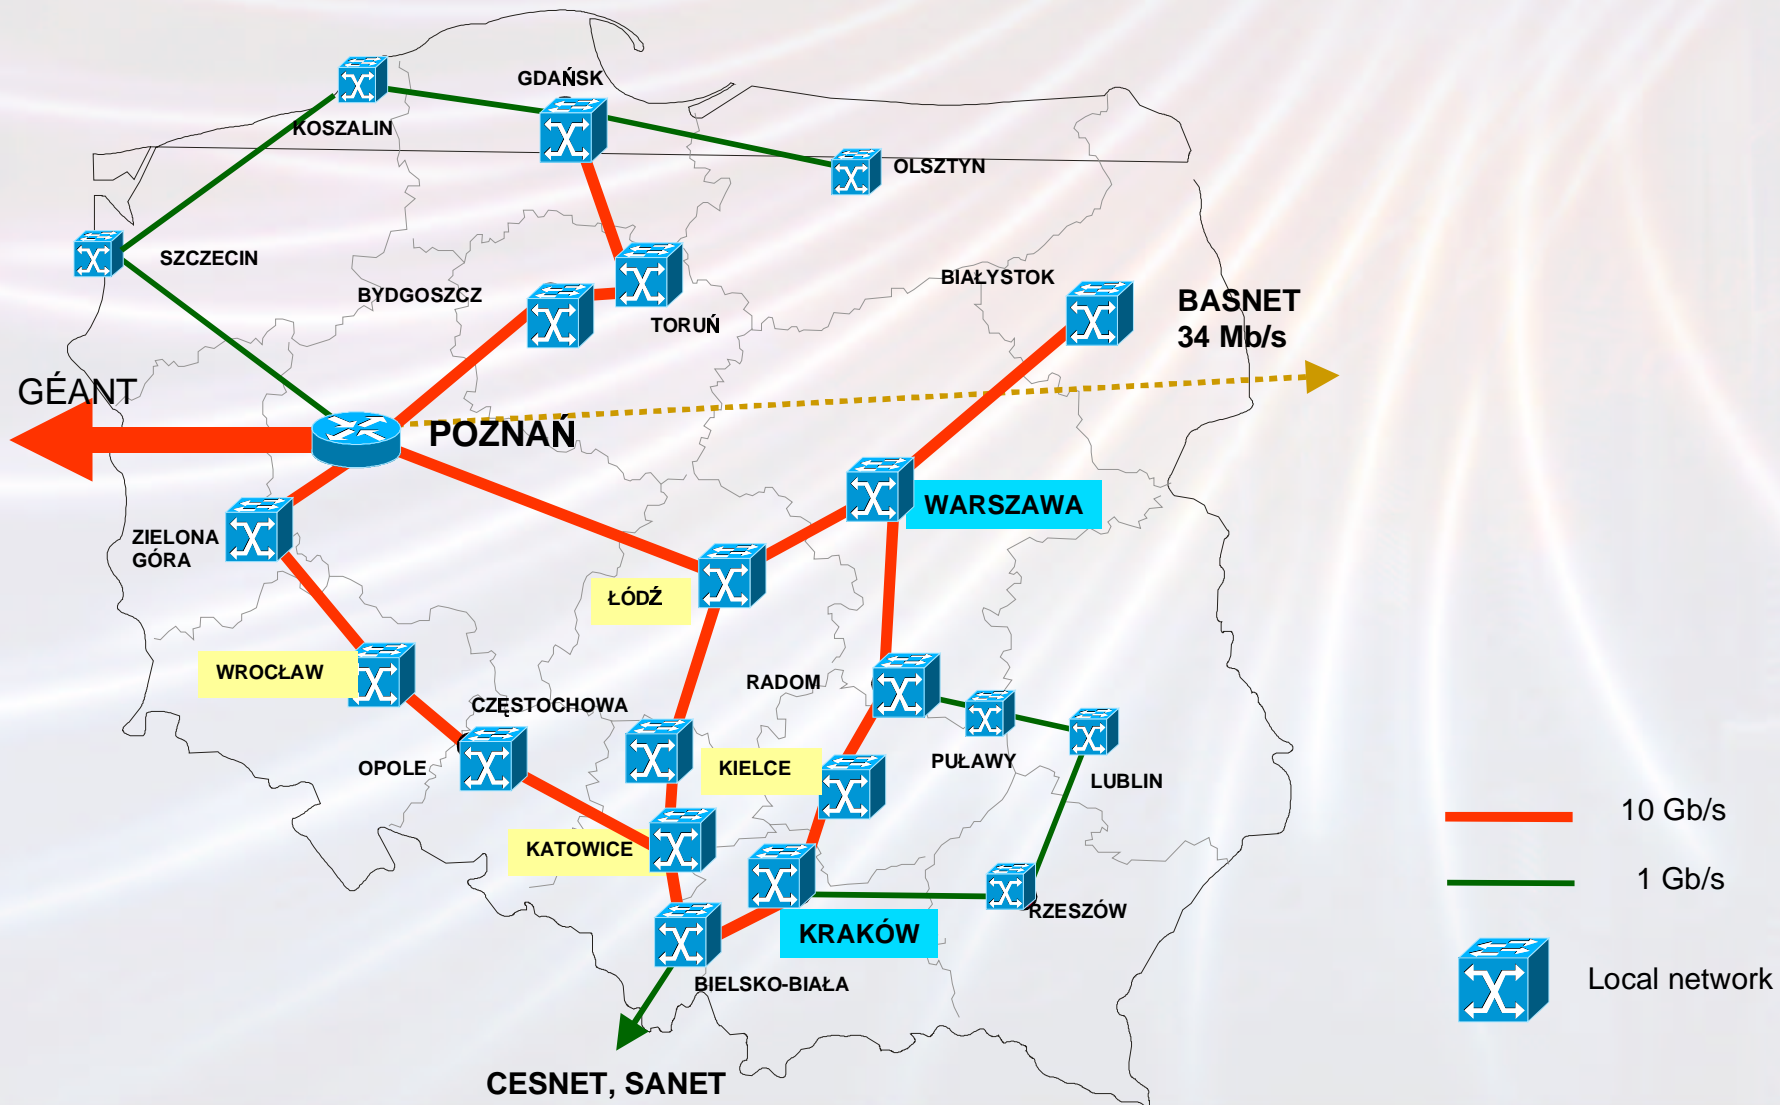 GDAŃSK
KOSZALIN
OLSZTYN
SZCZECIN
BIAŁYSTOK
BYDGOSZCZ
BASNET
34 Mb/s
TORUŃ
GÉANT
POZNAŃ
WARSZAWA
ZIELONA
GÓRA
ŁÓDŹ
WROCŁAW
RADOM
CZĘSTOCHOWA
OPOLE
KIELCE
PUŁAWY
LUBLIN
10 Gb/s
KATOWICE
1 Gb/s
RZESZÓW
KRAKÓW
BIELSKO-BIAŁA
Local network
CESNET, SANET